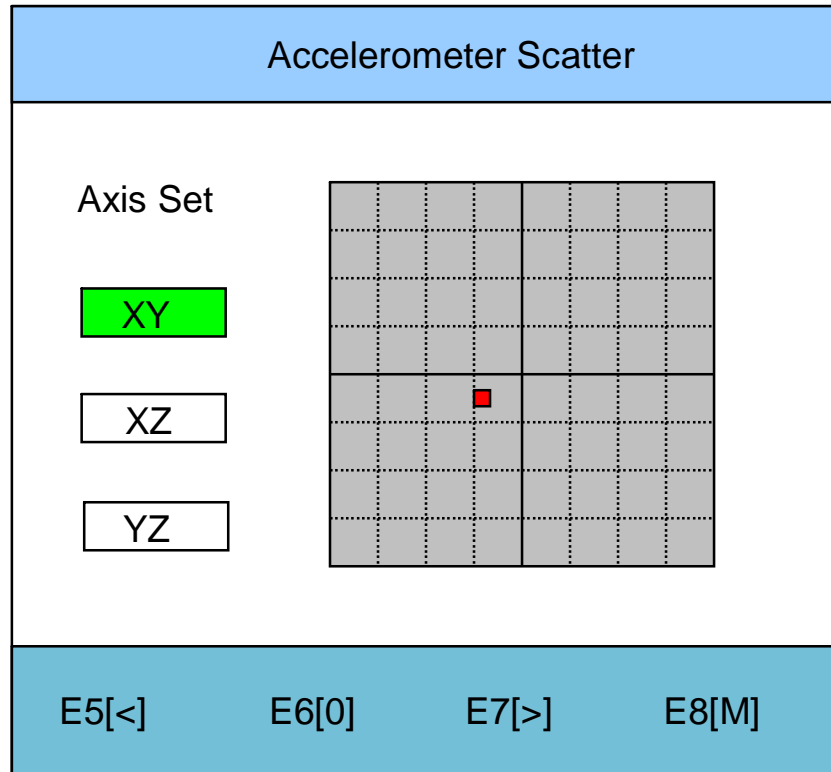 Accelerometer Scatter
Axis Set
XY
XZ
YZ
E5[<] E6[0] E7[>] E8[M]